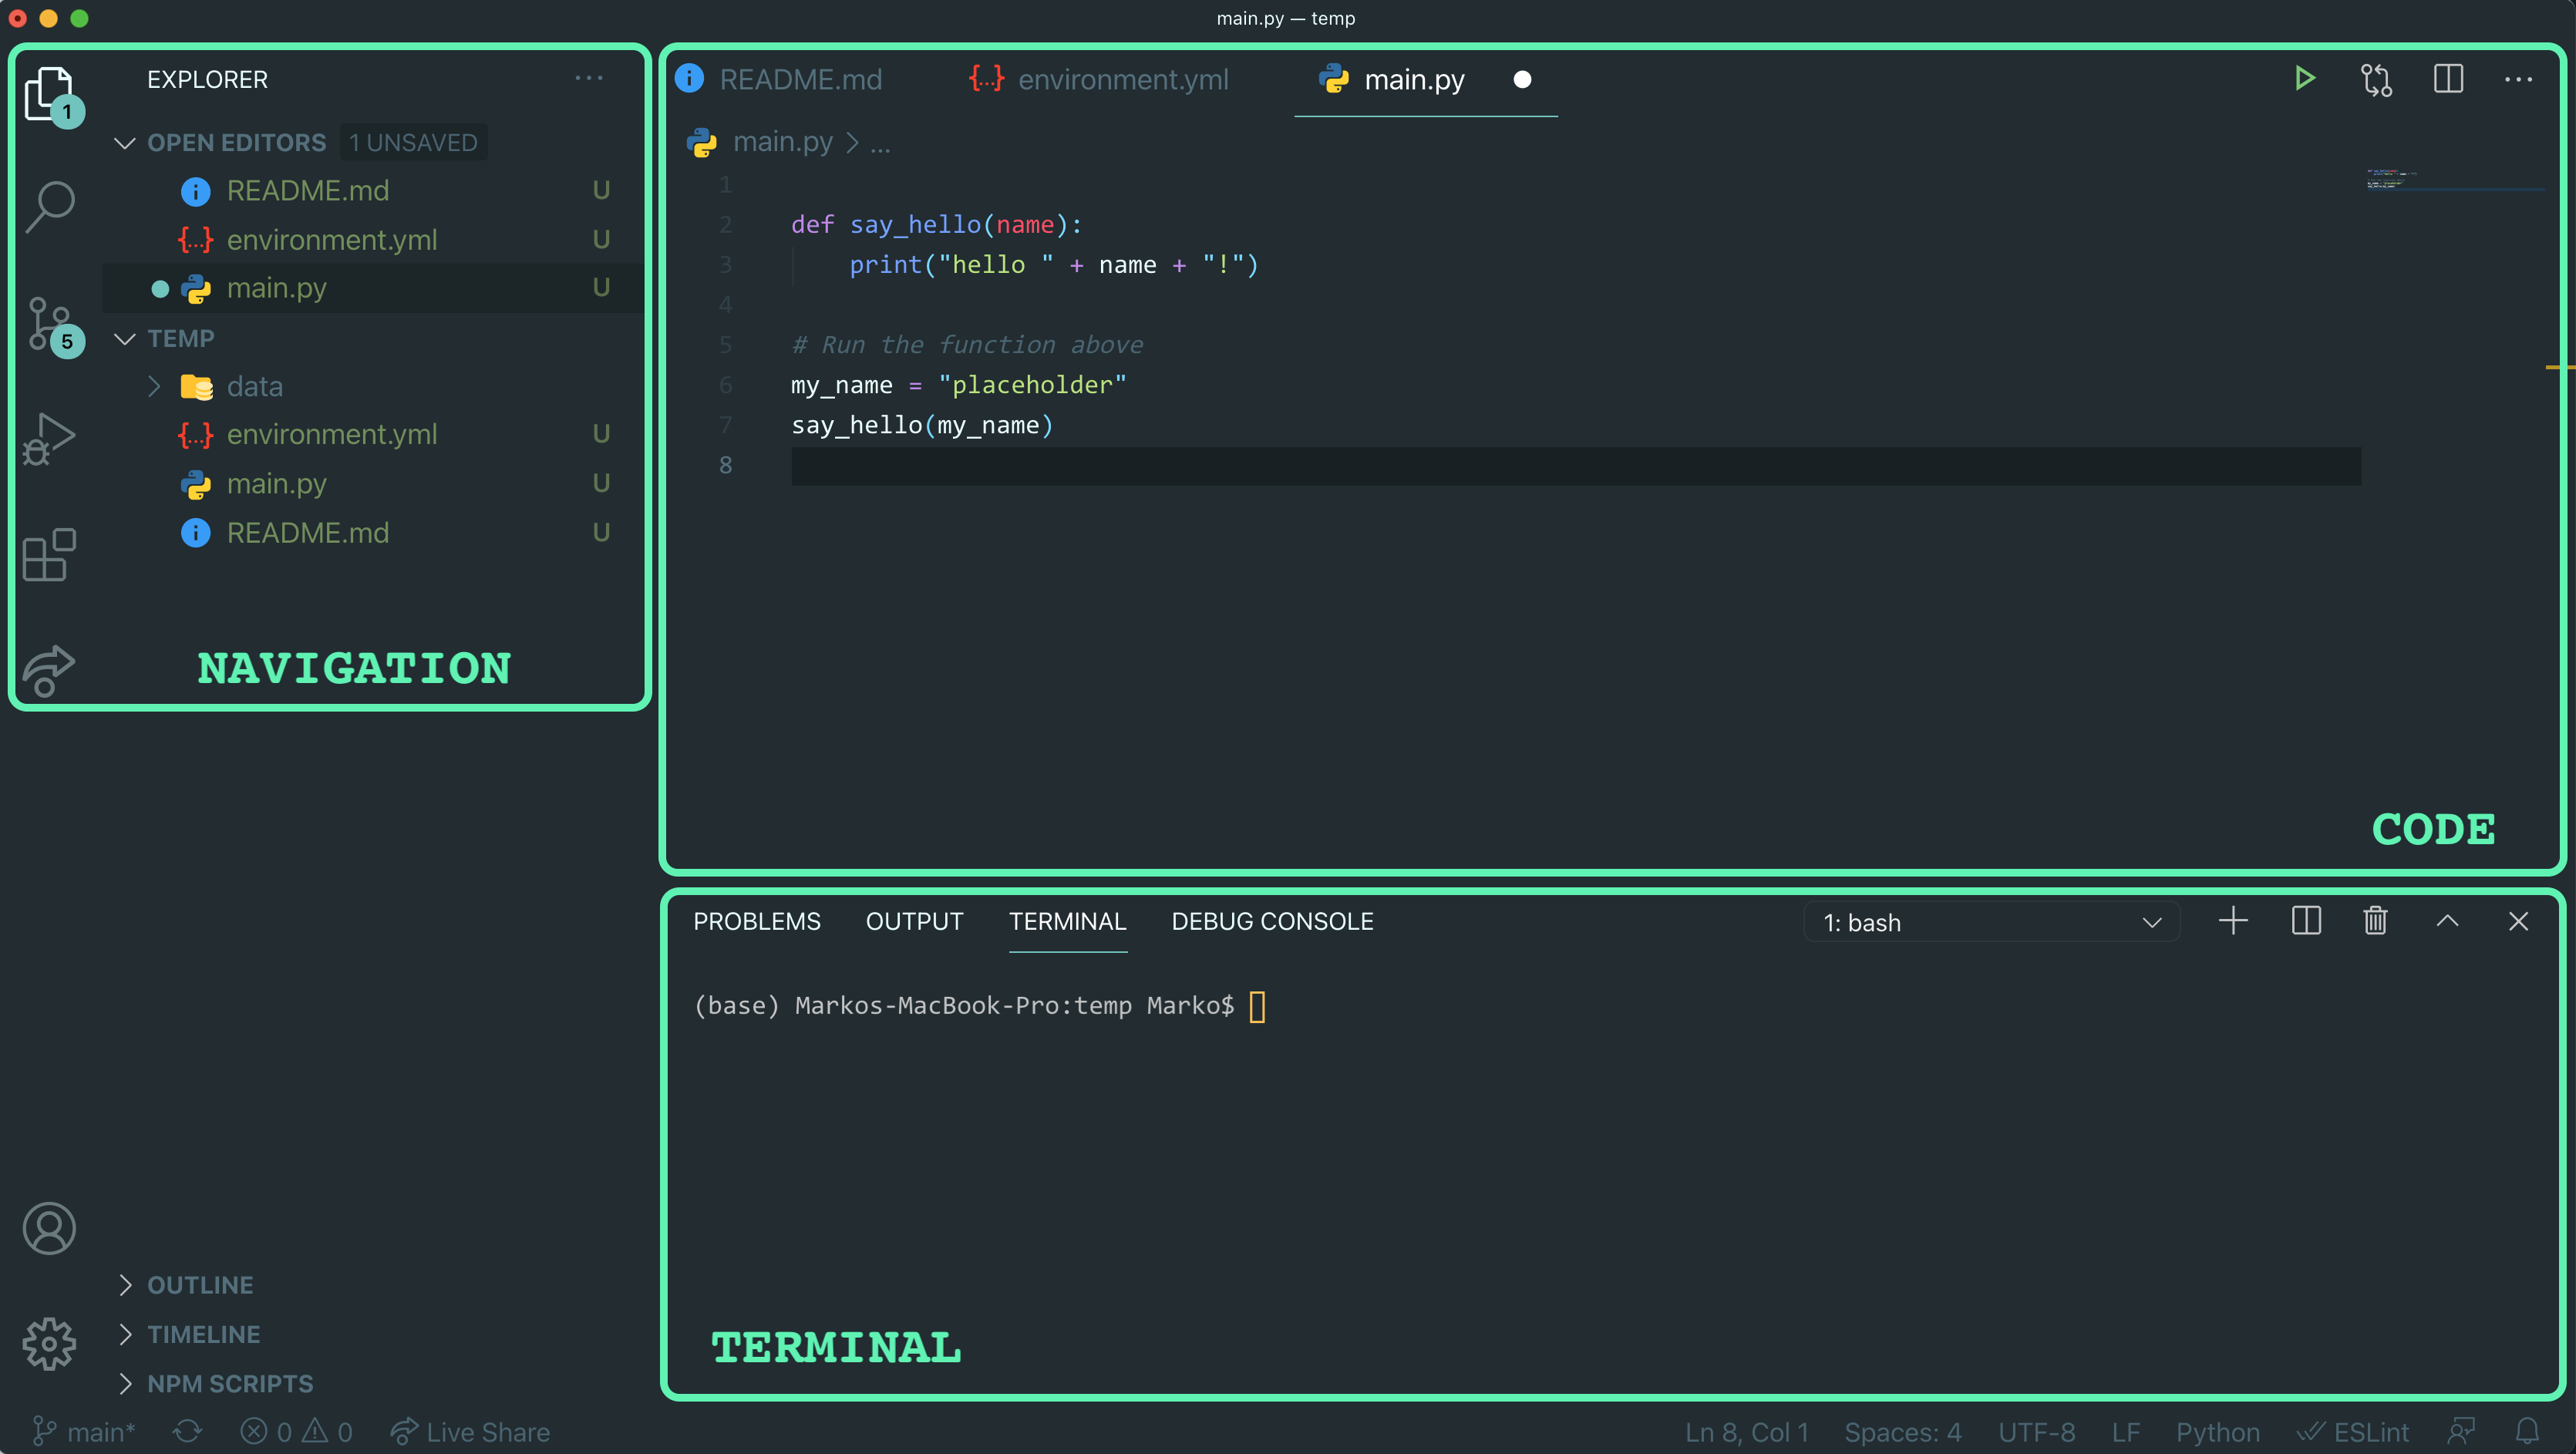 main.py — temp
EXPLORER ···
1
OPEN EDITORS 1 UNSAVED
README.md U
environment.yml U
main.py U
5
TEMP
data
environment.yml U
main.py U
README.md U
NAVIGATION
OUTLINE
TIMELINE
NPM SCRIPTS
README.md {...} environment.yml main.py
main.py > ...
1
2 def say_hello(name):
3 print("hello " + name + "!")
4
5 # Run the function above
6 my_name = "placeholder"
7 say_hello(my_name)
8
CODE
PROBLEMS OUTPUT TERMINAL DEBUG CONSOLE 1: bash
(base) Markos-MacBook-Pro:temp Marko$
TERMINAL
main* 0 0 Live Share Ln 8, Col 1 Spaces: 4 UTF-8 LF Python ESLint